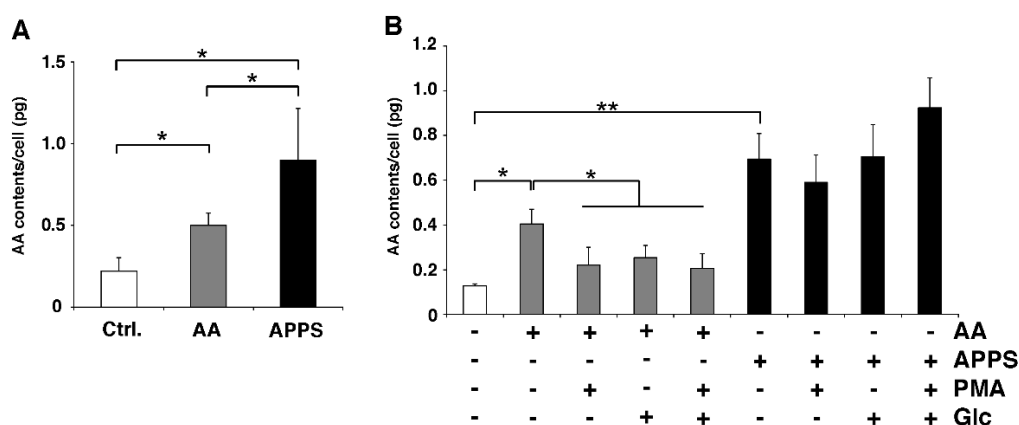 A
AA contents/cell (pg)
1.5
1.0
0.5
0
*
*
*
Ctrl. AA APPS
B
AA contents/cell (pg)
1.2
1.0
0.8
0.6
0.4
0.2
0
**
*
*
- + + + + - - - - AA
- - - - - + + + + APPS
- - + - + - + - + PMA
- - - + + - - + + Glc